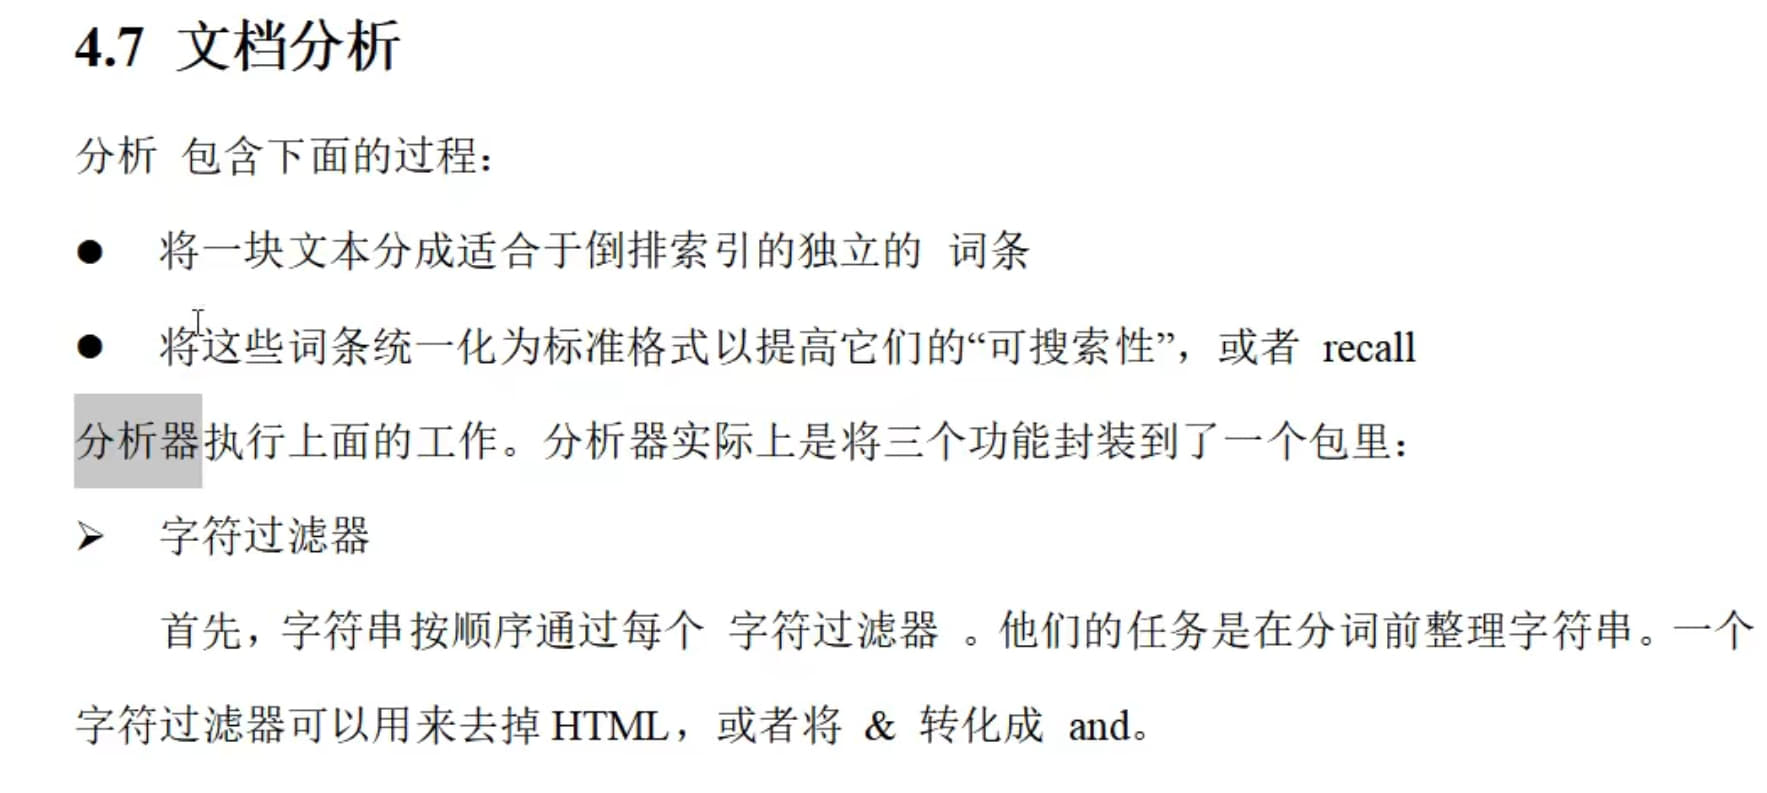 4.7 文档分析
分析 包含下面的过程：
● 将一块文本分成适合于倒排索引的独立的 词条
● 将这些词条统一化为标准格式以提高它们的“可搜索性”，或者 recall
分析器执行上面的工作。分析器实际上是将三个功能封装到了一个包里：
➢ 字符过滤器
首先，字符串按顺序通过每个 字符过滤器 。他们的任务是在分词前整理字符串。一个
字符过滤器可以用来去掉 HTML，或者将 & 转化成 and。